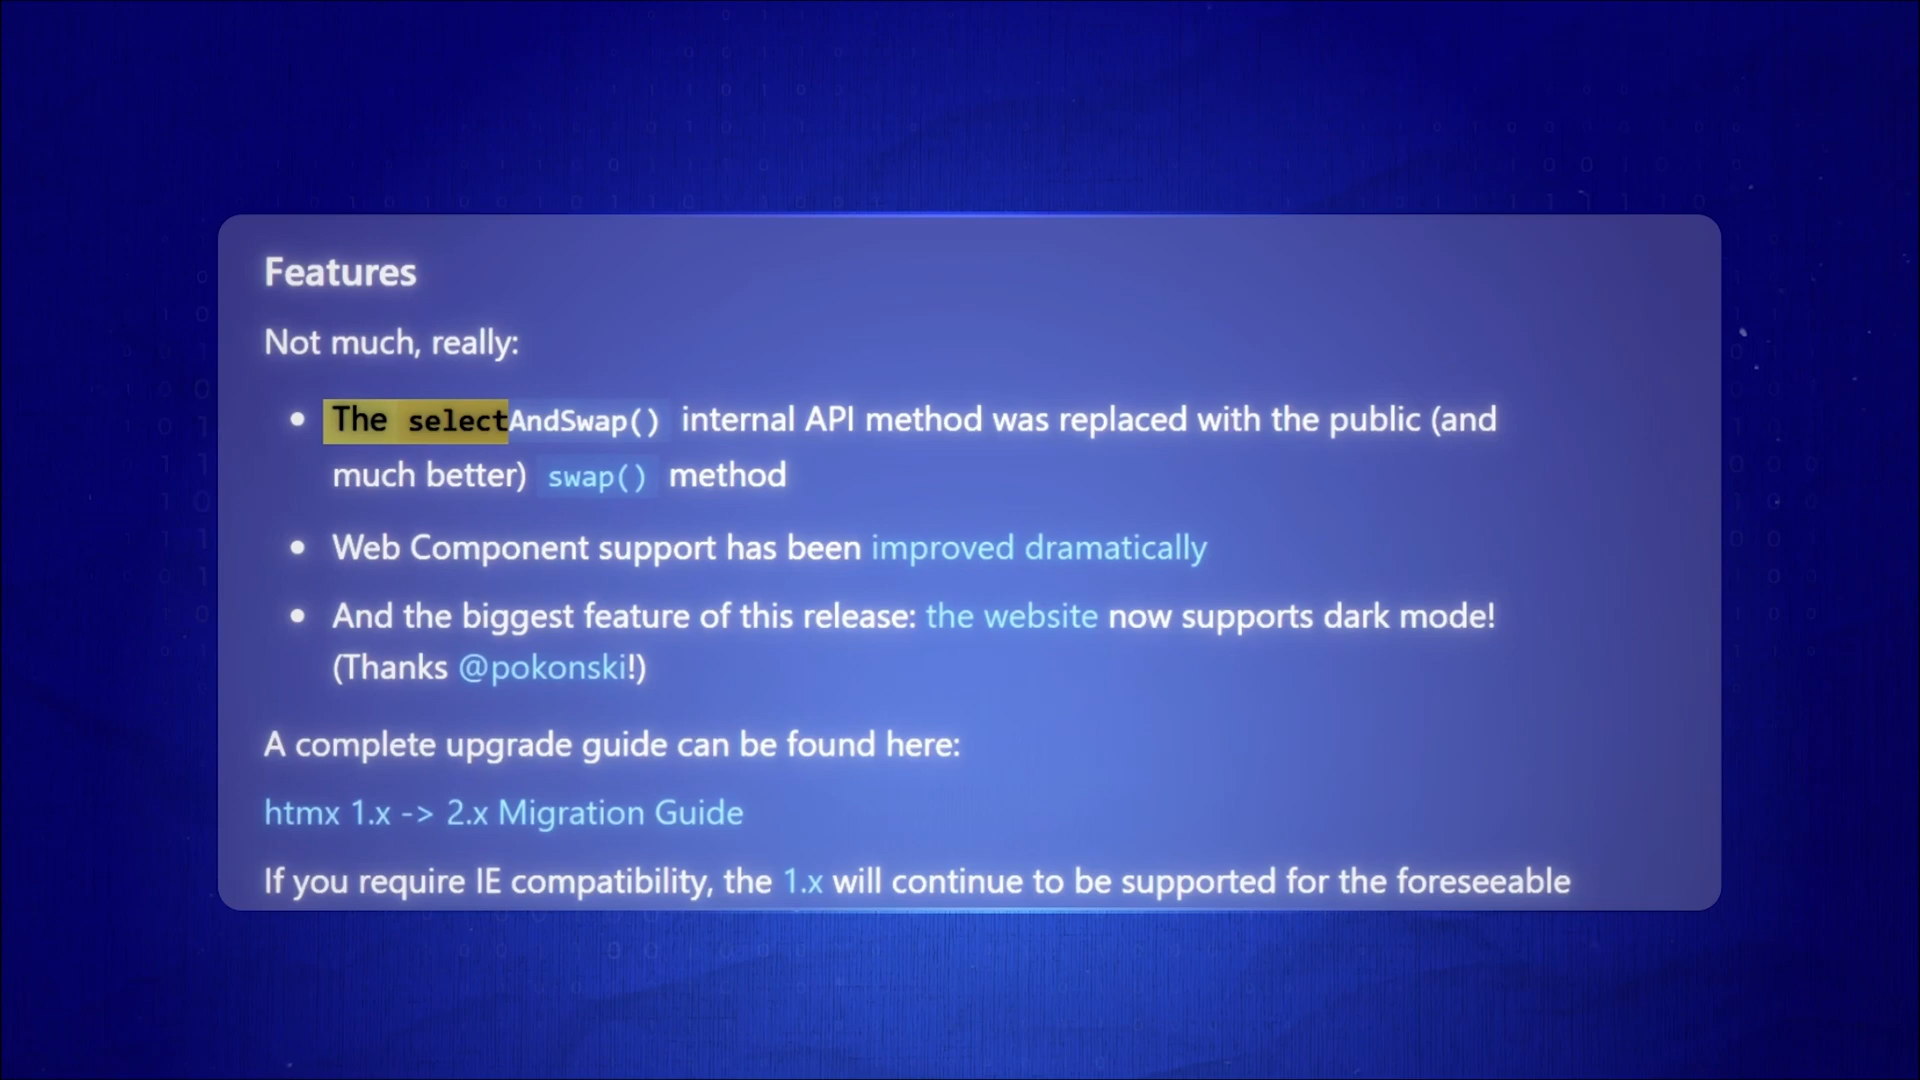 Features
Not much, really:
• The selectAndSwap() internal API method was replaced with the public (and
much better) swap() method
• Web Component support has been improved dramatically
• And the biggest feature of this release: the website now supports dark mode!
(Thanks @pokonski!)
A complete upgrade guide can be found here:
htmx 1.x -> 2.x Migration Guide
If you require IE compatibility, the 1.x will continue to be supported for the foreseeable